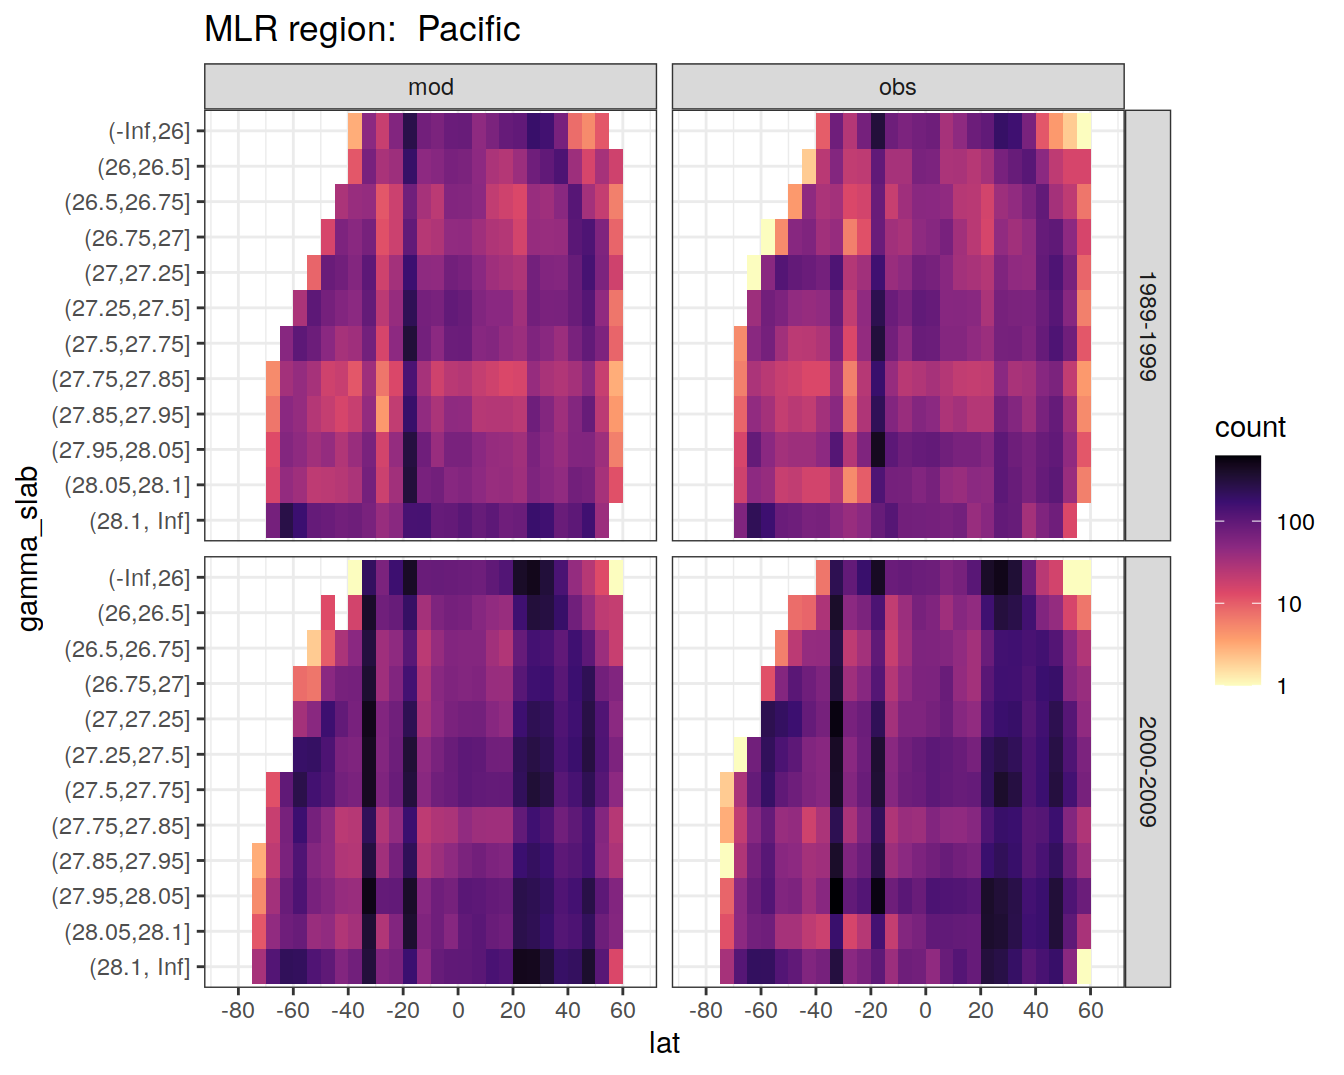 MLR region:  Pacific
mod
obs
(-Inf,26]
(26,26.5]
(26.5,26.75]
(26.75,27]
(27,27.25]
(27.25,27.5]
(27.5,27.75]
(27.75,27.85]
(27.85,27.95]
(27.95,28.05]
(28.05,28.1]
(28.1, Inf]
1989-1999
(-Inf,26]
(26,26.5]
(26.5,26.75]
(26.75,27]
(27,27.25]
(27.25,27.5]
(27.5,27.75]
(27.75,27.85]
(27.85,27.95]
(27.95,28.05]
(28.05,28.1]
(28.1, Inf]
2000-2009
gamma_slab
-80 -60 -40 -20 0 20 40 60
-80 -60 -40 -20 0 20 40 60
lat
count
100
10
1